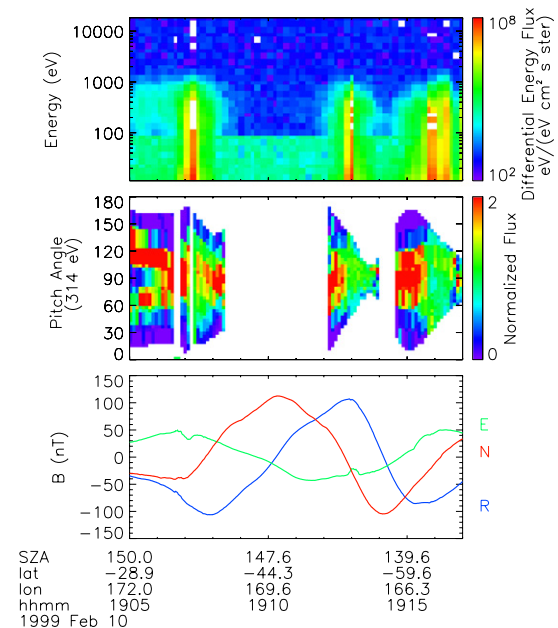 Energy (eV)
1000
100
10⁸
10²
Differential Energy Flux
eV/(eV cm² s ster)
Pitch Angle
(314 eV)
180
150
120
90
60
30
0
2
0
Normalized Flux
B (nT)
150
100
50
0
−50
−100
−150
E
N
R
SZA 150.0 147.6 139.6
lat −28.9 −44.3 −59.6
lon 172.0 169.6 166.3
hhmm 1905 1910 1915
1999 Feb 10